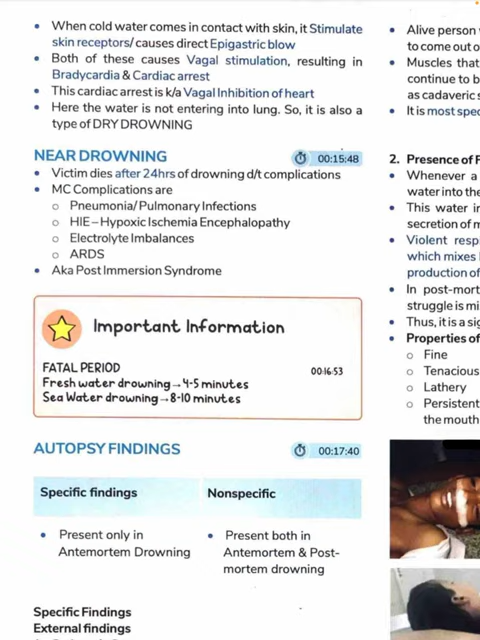 • When cold water comes in contact with skin, it Stimulate
skin receptors/ causes direct Epigastric blow
• Both of these causes Vagal stimulation, resulting in
Bradycardia & Cardiac arrest
• This cardiac arrest is k/a Vagal Inhibition of heart
• Here the water is not entering into lung. So, it is also a
type of DRY DROWNING
NEAR DROWNING
00:15:48
• Victim dies after 24hrs of drowning d/t complications
• MC Complications are
o Pneumonia/ Pulmonary Infections
o HIE – Hypoxic Ischemia Encephalopathy
o Electrolyte Imbalances
o ARDS
• Aka Post Immersion Syndrome
Important Information
FATAL PERIOD
00:16:53
Fresh water drowning → 4-5 minutes
Sea Water drowning → 8-10 minutes
AUTOPSY FINDINGS
00:17:40
Specific findings
Nonspecific
• Present only in
Antemortem Drowning
• Present both in
Antemortem & Post-
mortem drowning
Specific Findings
External findings
• Alive person
to come out o
• Muscles that
continue to b
as cadaveric s
• It is most spec
2. Presence of F
• Whenever a
water into the
• This water in
secretion of m
• Violent resp
which mixes
production of
• In post-mort
struggle is mi
• Thus, it is a sig
• Properties of
o Fine
o Tenacious
o Lathery
o Persistent
the mouth